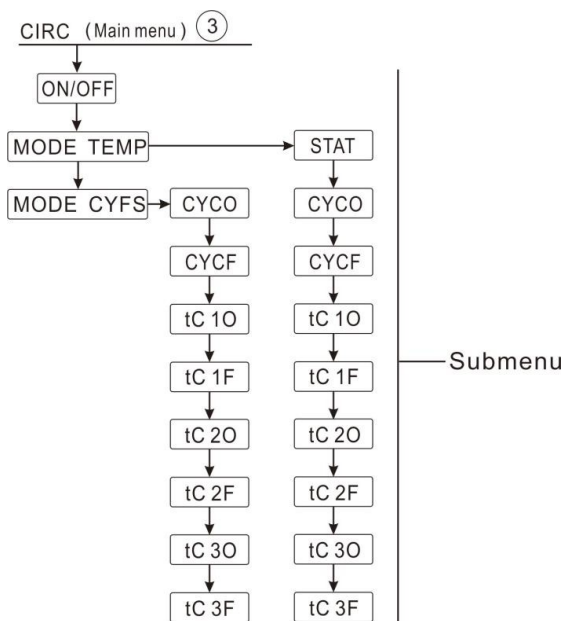 CIRC (Main menu) 3
ON/OFF
MODE TEMP STAT
MODE CYFS CYCO CYCO
CYCF CYCF
tC 1O tC 1O
tC 1F tC 1F
Submenu
tC 2O tC 2O
tC 2F tC 2F
tC 3O tC 3O
tC 3F tC 3F